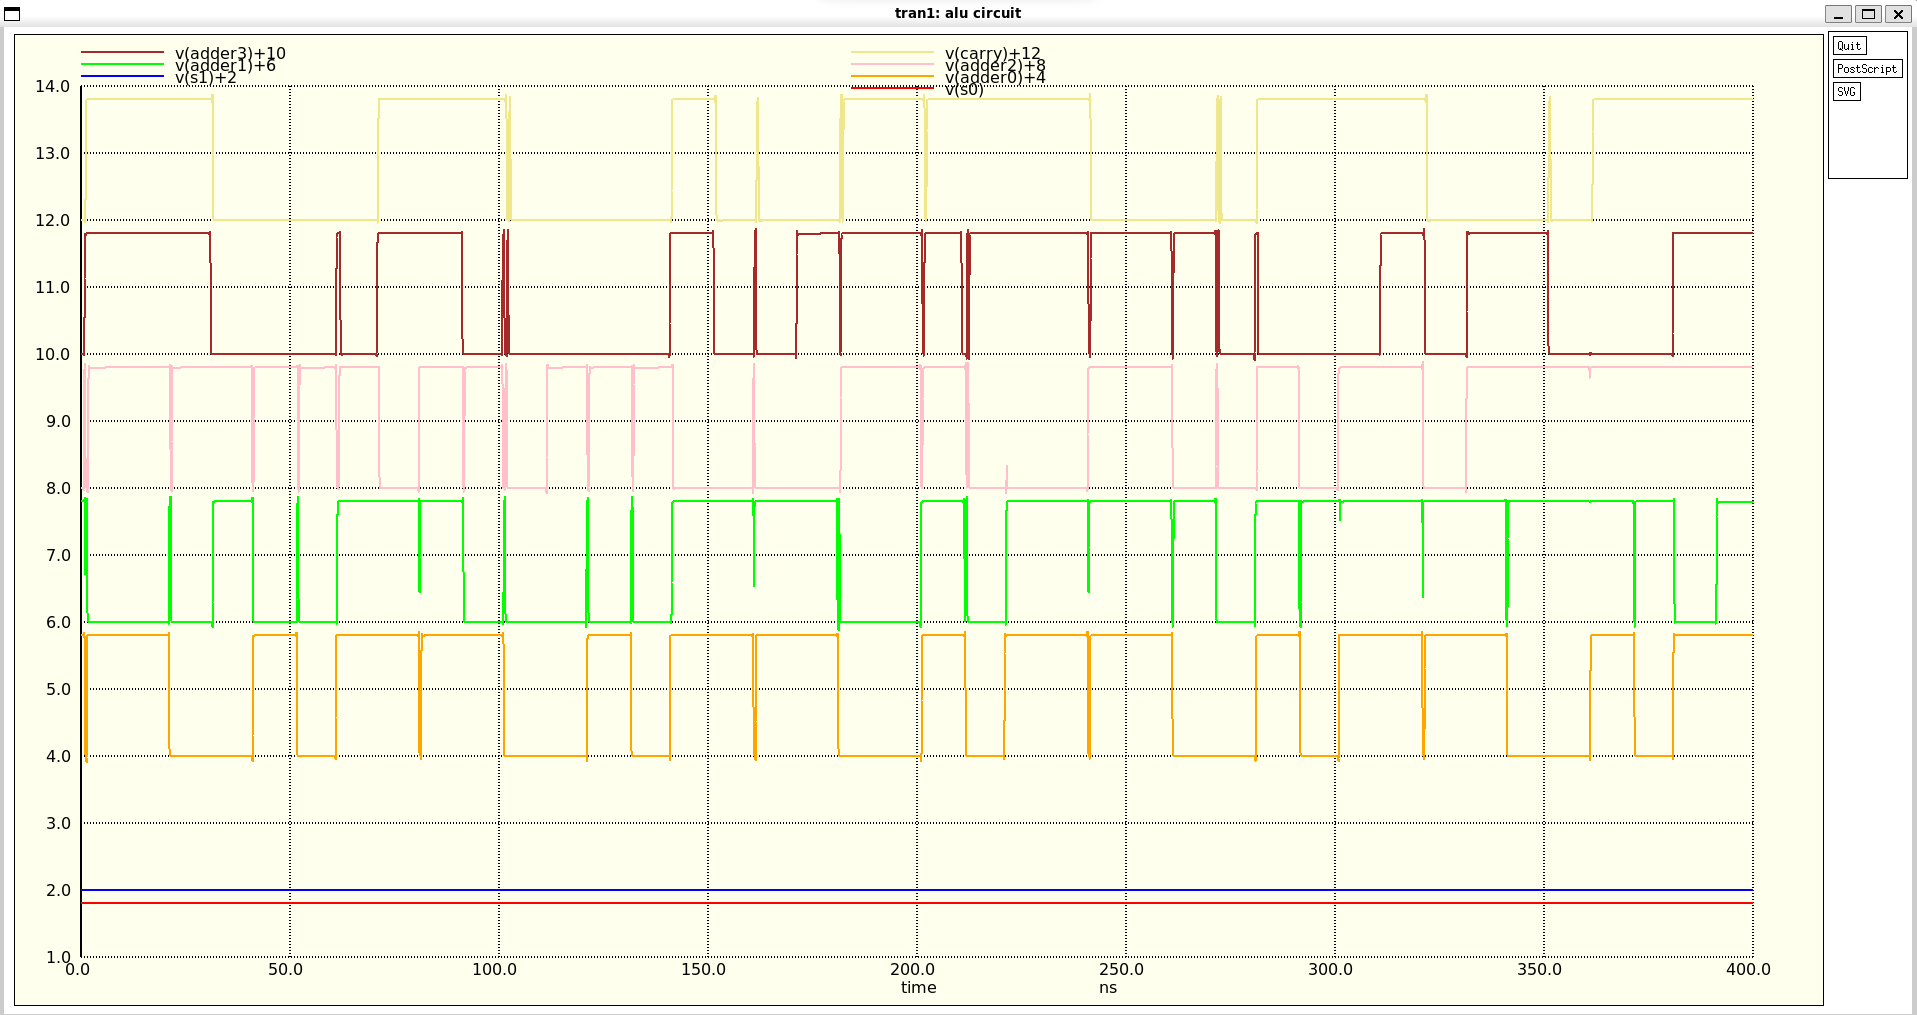 tran1: alu circuit
Quit
PostScript
SVG
v(adder3)+10
v(adder1)+6
v(s1)+2
v(carry)+12
v(adder2)+8
v(adder0)+4
v(s0)
14.0
13.0
12.0
11.0
10.0
9.0
8.0
7.0
6.0
5.0
4.0
3.0
2.0
1.0
0.0 50.0 100.0 150.0 200.0 250.0 300.0 350.0 400.0
time ns